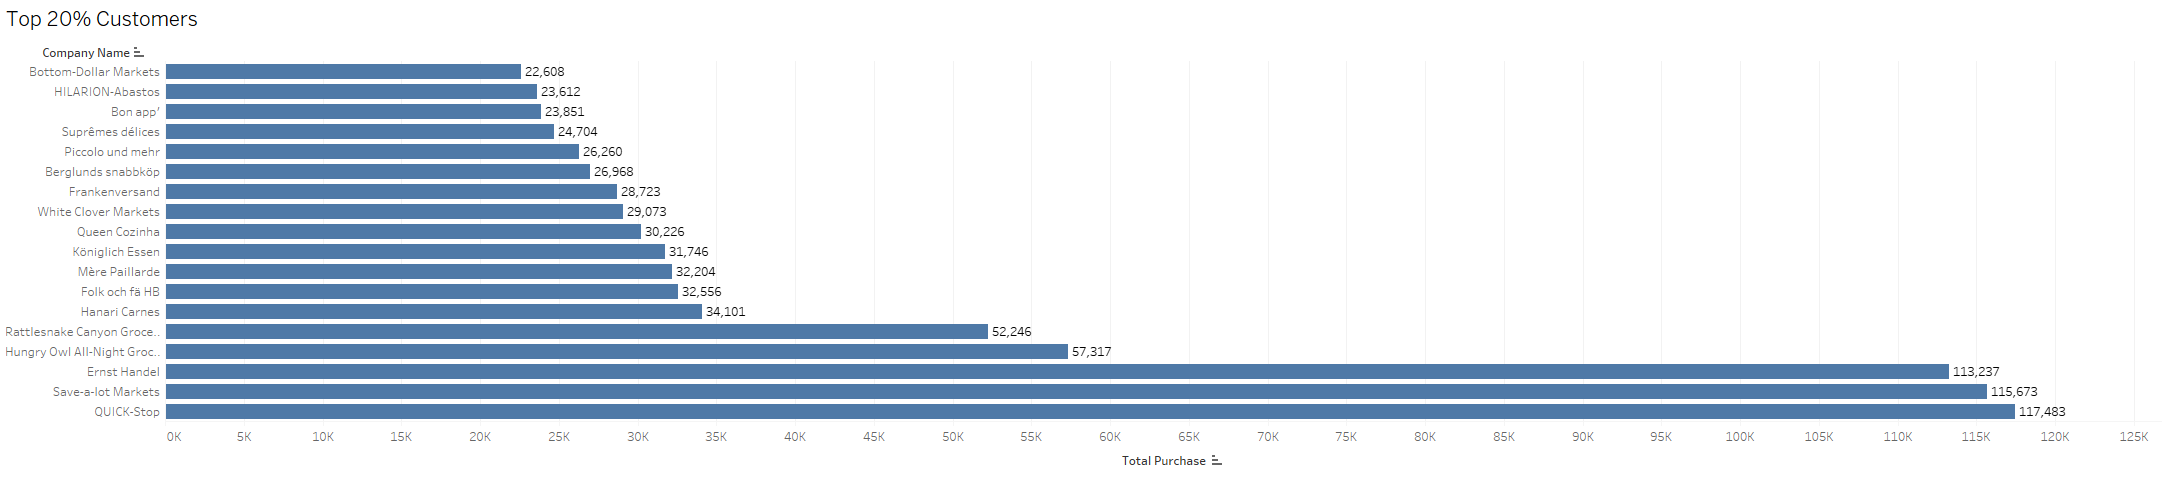 Top 20% Customers
Company Name
Bottom-Dollar Markets 22,608
HILARION-Abastos 23,612
Bon app' 23,851
Suprêmes délices 24,704
Piccolo und mehr 26,260
Berglunds snabbköp 26,968
Frankenversand 28,723
White Clover Markets 29,073
Queen Cozinha 30,226
Königlich Essen 31,746
Mère Paillarde 32,204
Folk och fä HB 32,556
Hanari Carnes 34,101
Rattlesnake Canyon Groce.. 52,246
Hungry Owl All-Night Groc.. 57,317
Ernst Handel 113,237
Save-a-lot Markets 115,673
QUICK-Stop 117,483
0K 5K 10K 15K 20K 25K 30K 35K 40K 45K 50K 55K 60K 65K 70K 75K 80K 85K 90K 95K 100K 105K 110K 115K 120K 125K
Total Purchase